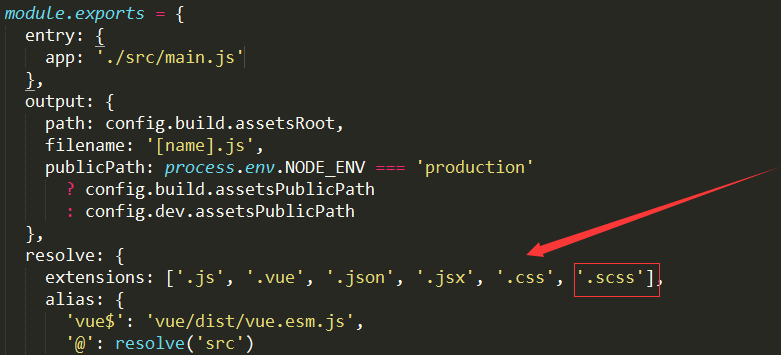 module.exports = {
  entry: {
    app: './src/main.js'
  },
  output: {
    path: config.build.assetsRoot,
    filename: '[name].js',
    publicPath: process.env.NODE_ENV === 'production'
      ? config.build.assetsPublicPath
      : config.dev.assetsPublicPath
  },
  resolve: {
    extensions: ['.js', '.vue', '.json', '.jsx', '.css', '.scss'],
    alias: {
      'vue$': 'vue/dist/vue.esm.js',
      '@': resolve('src')